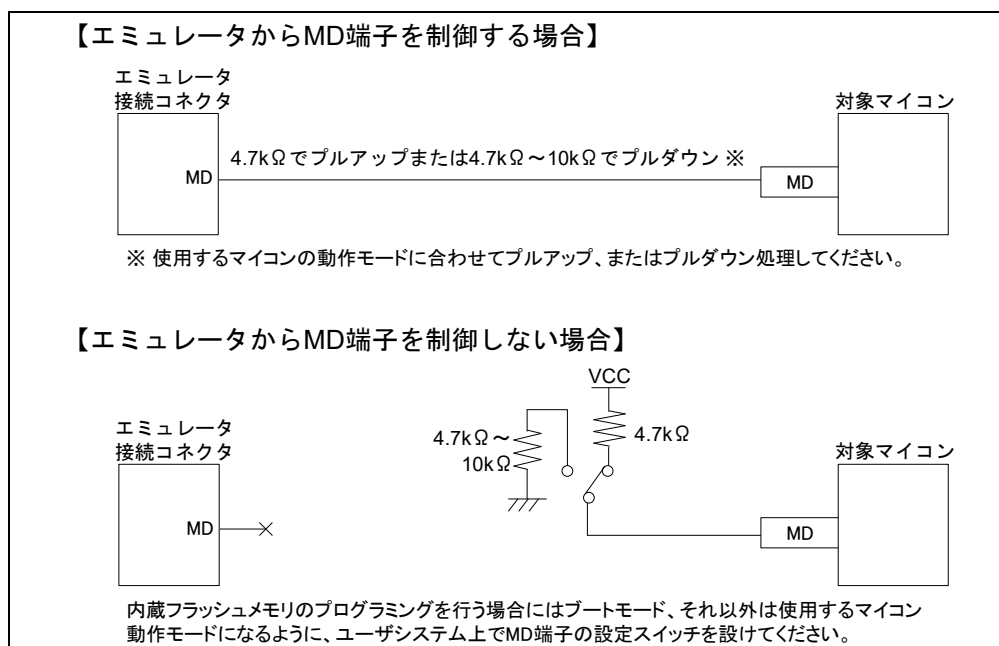 【エミュレータからMD端子を制御する場合】
エミュレータ
接続コネクタ
対象マイコン
MD
4.7kΩでプルアップまたは4.7kΩ～10kΩでプルダウン ※
MD
※ 使用するマイコンの動作モードに合わせてプルアップ、またはプルダウン処理してください。
【エミュレータからMD端子を制御しない場合】
VCC
エミュレータ
接続コネクタ
4.7kΩ～
10kΩ
4.7kΩ
対象マイコン
MD
MD
内蔵フラッシュメモリのプログラミングを行う場合にはブートモード、それ以外は使用するマイコン
動作モードになるように、ユーザシステム上でMD端子の設定スイッチを設けてください。